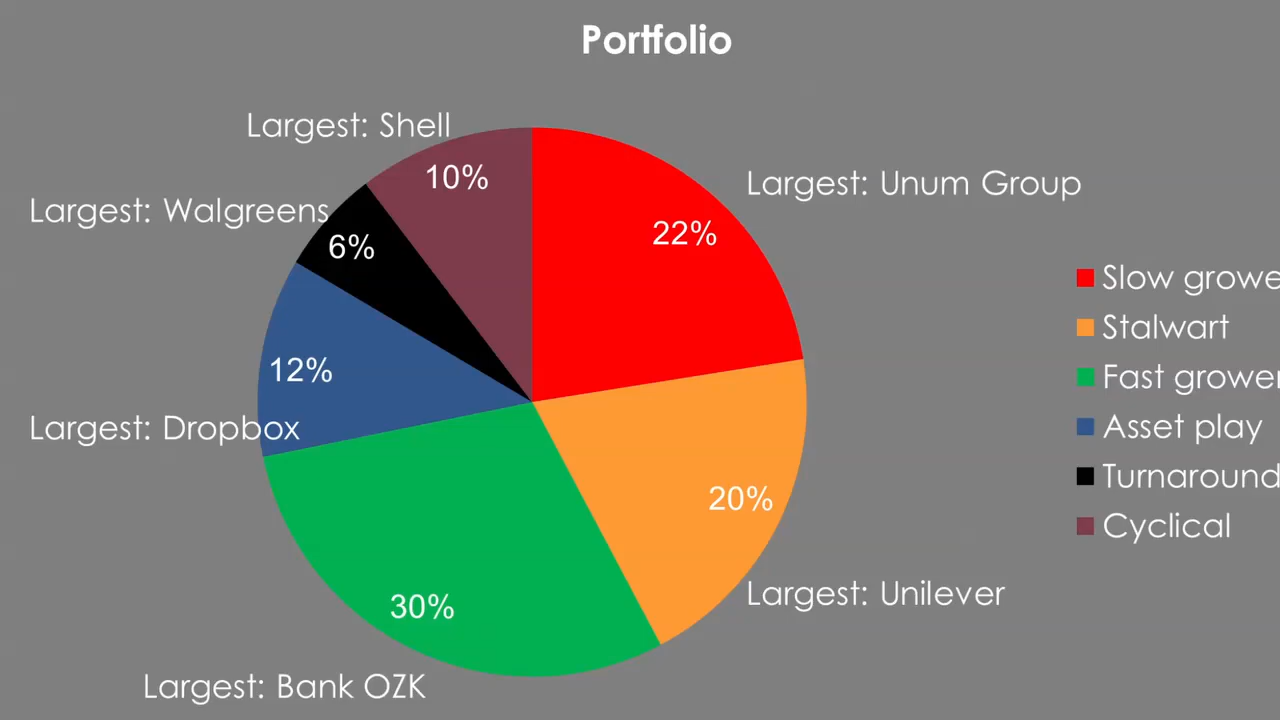 Portfolio
Largest: Shell
10%
Largest: Unum Group
Largest: Walgreens
22%
6%
Slow growe
Stalwart
12%
Fast grower
Largest: Dropbox
Asset play
Turnaround
20%
Cyclical
Largest: Unilever
30%
Largest: Bank OZK